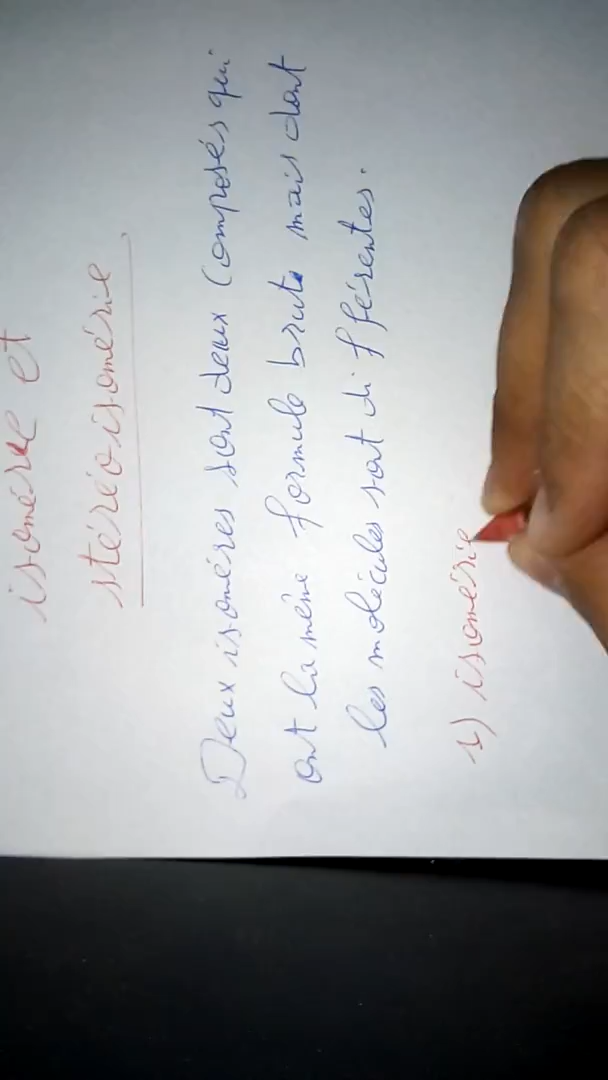 isomérie et
stéréoisomérie
Deux isomères sont deux composés qui
ont la même formule brute mais dont
les molécules sont différentes.
1) isomérie